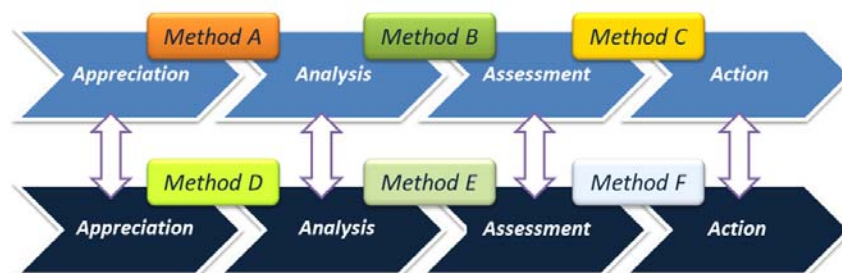 Method A Method B Method C
Appreciation Analysis Assessment Action
Method D Method E Method F
Appreciation Analysis Assessment Action